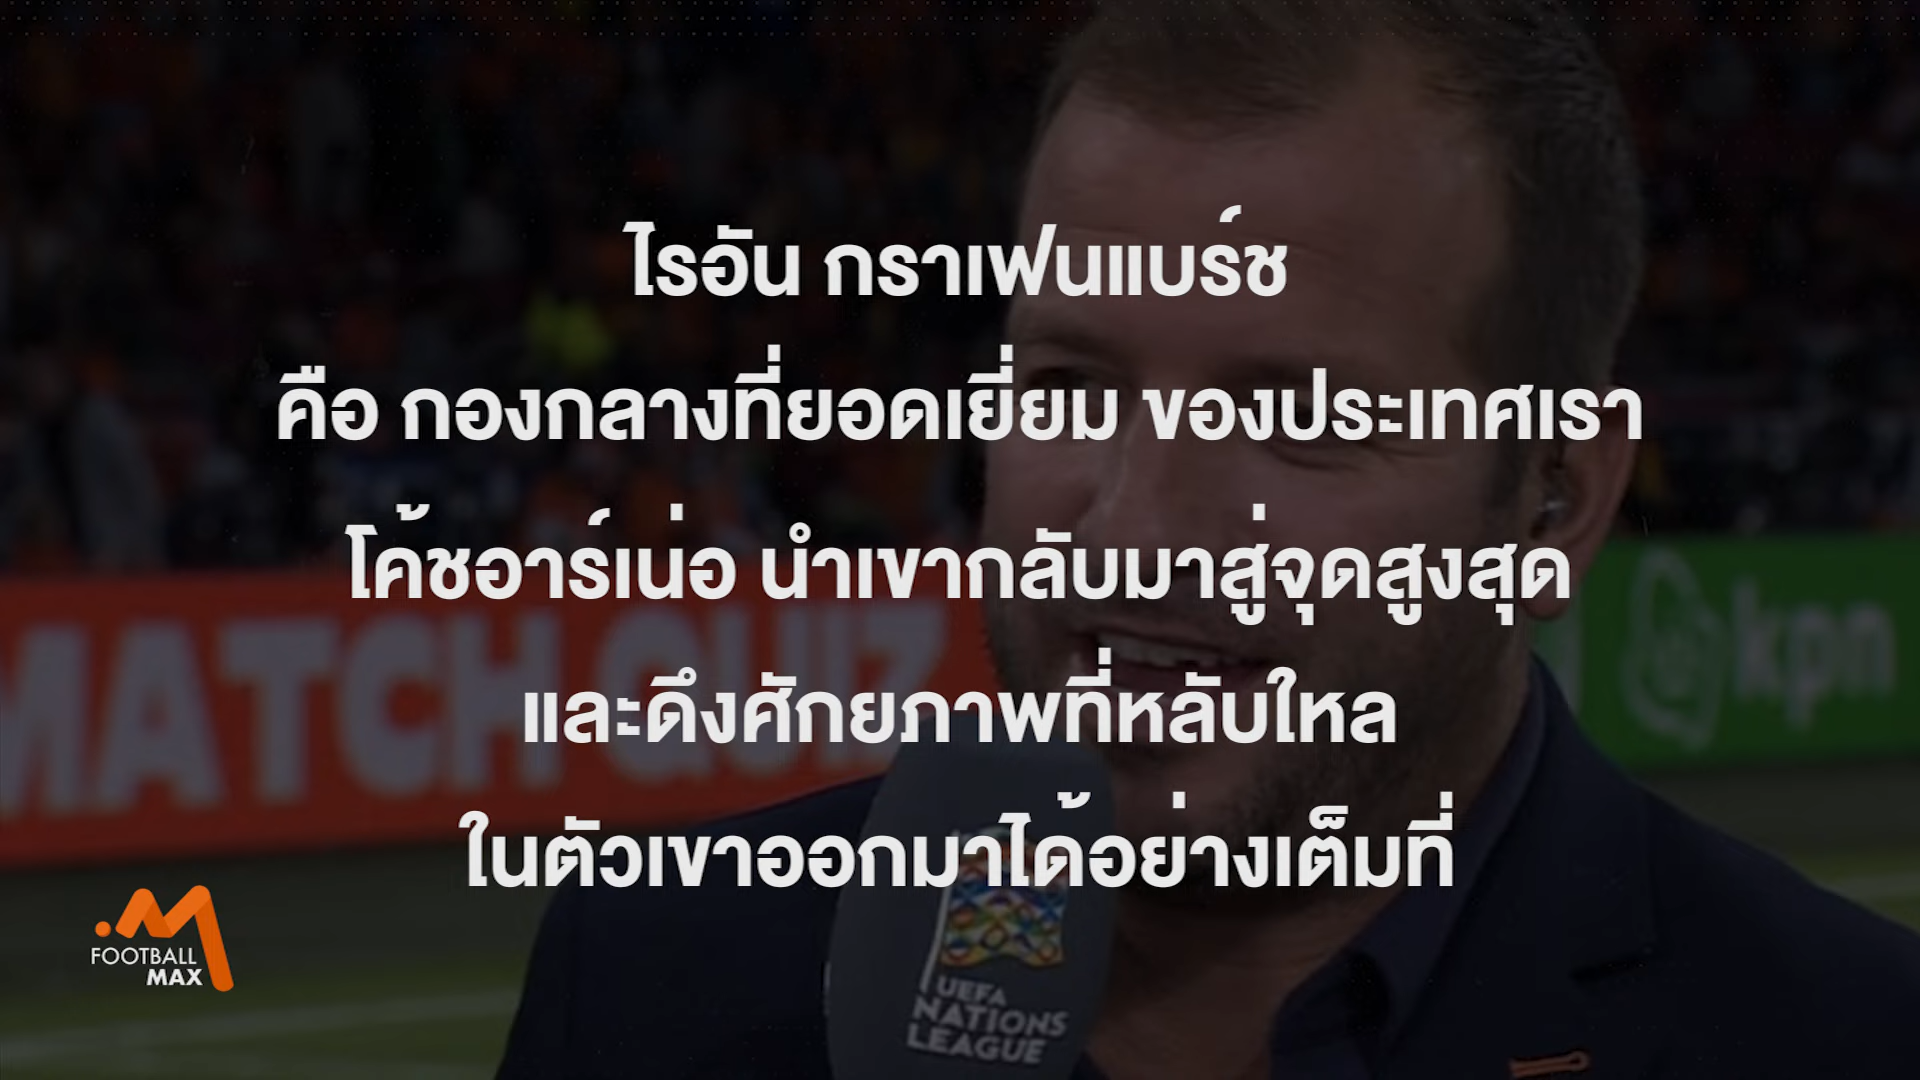 ไรอัน กราเฟนแบร์ช
คือ กองกลางที่ยอดเยี่ยม ของประเทศเรา
โค้ชอาร์เน่อ นำเขากลับมาสู่จุดสูงสุด
และดึงศักยภาพที่หลับใหล
ในตัวเขาออกมาได้อย่างเต็มที่
MATCH QUIZ
kpn
FOOTBALL
MAX
UEFA
NATIONS
LEAGUE